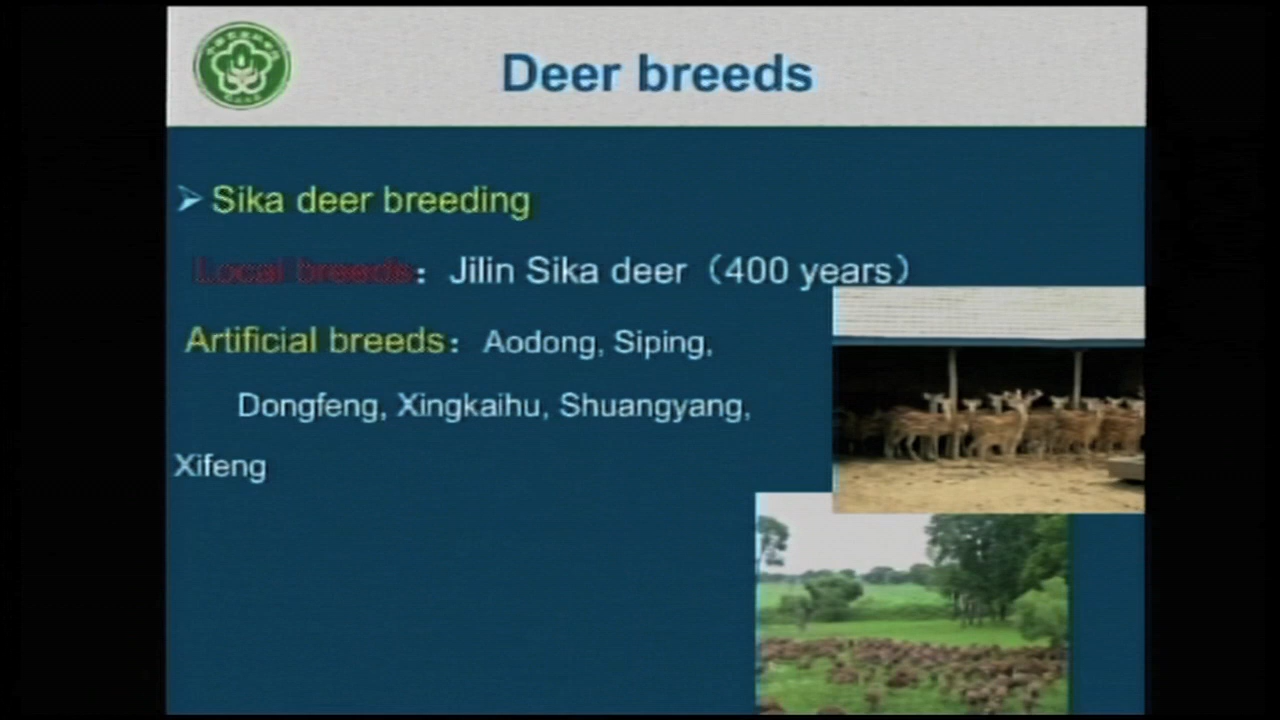 Deer breeds
➢ Sika deer breeding
Local breeds：Jilin Sika deer（400 years）
Artificial breeds：Aodong, Siping,
Dongfeng, Xingkaihu, Shuangyang,
Xifeng